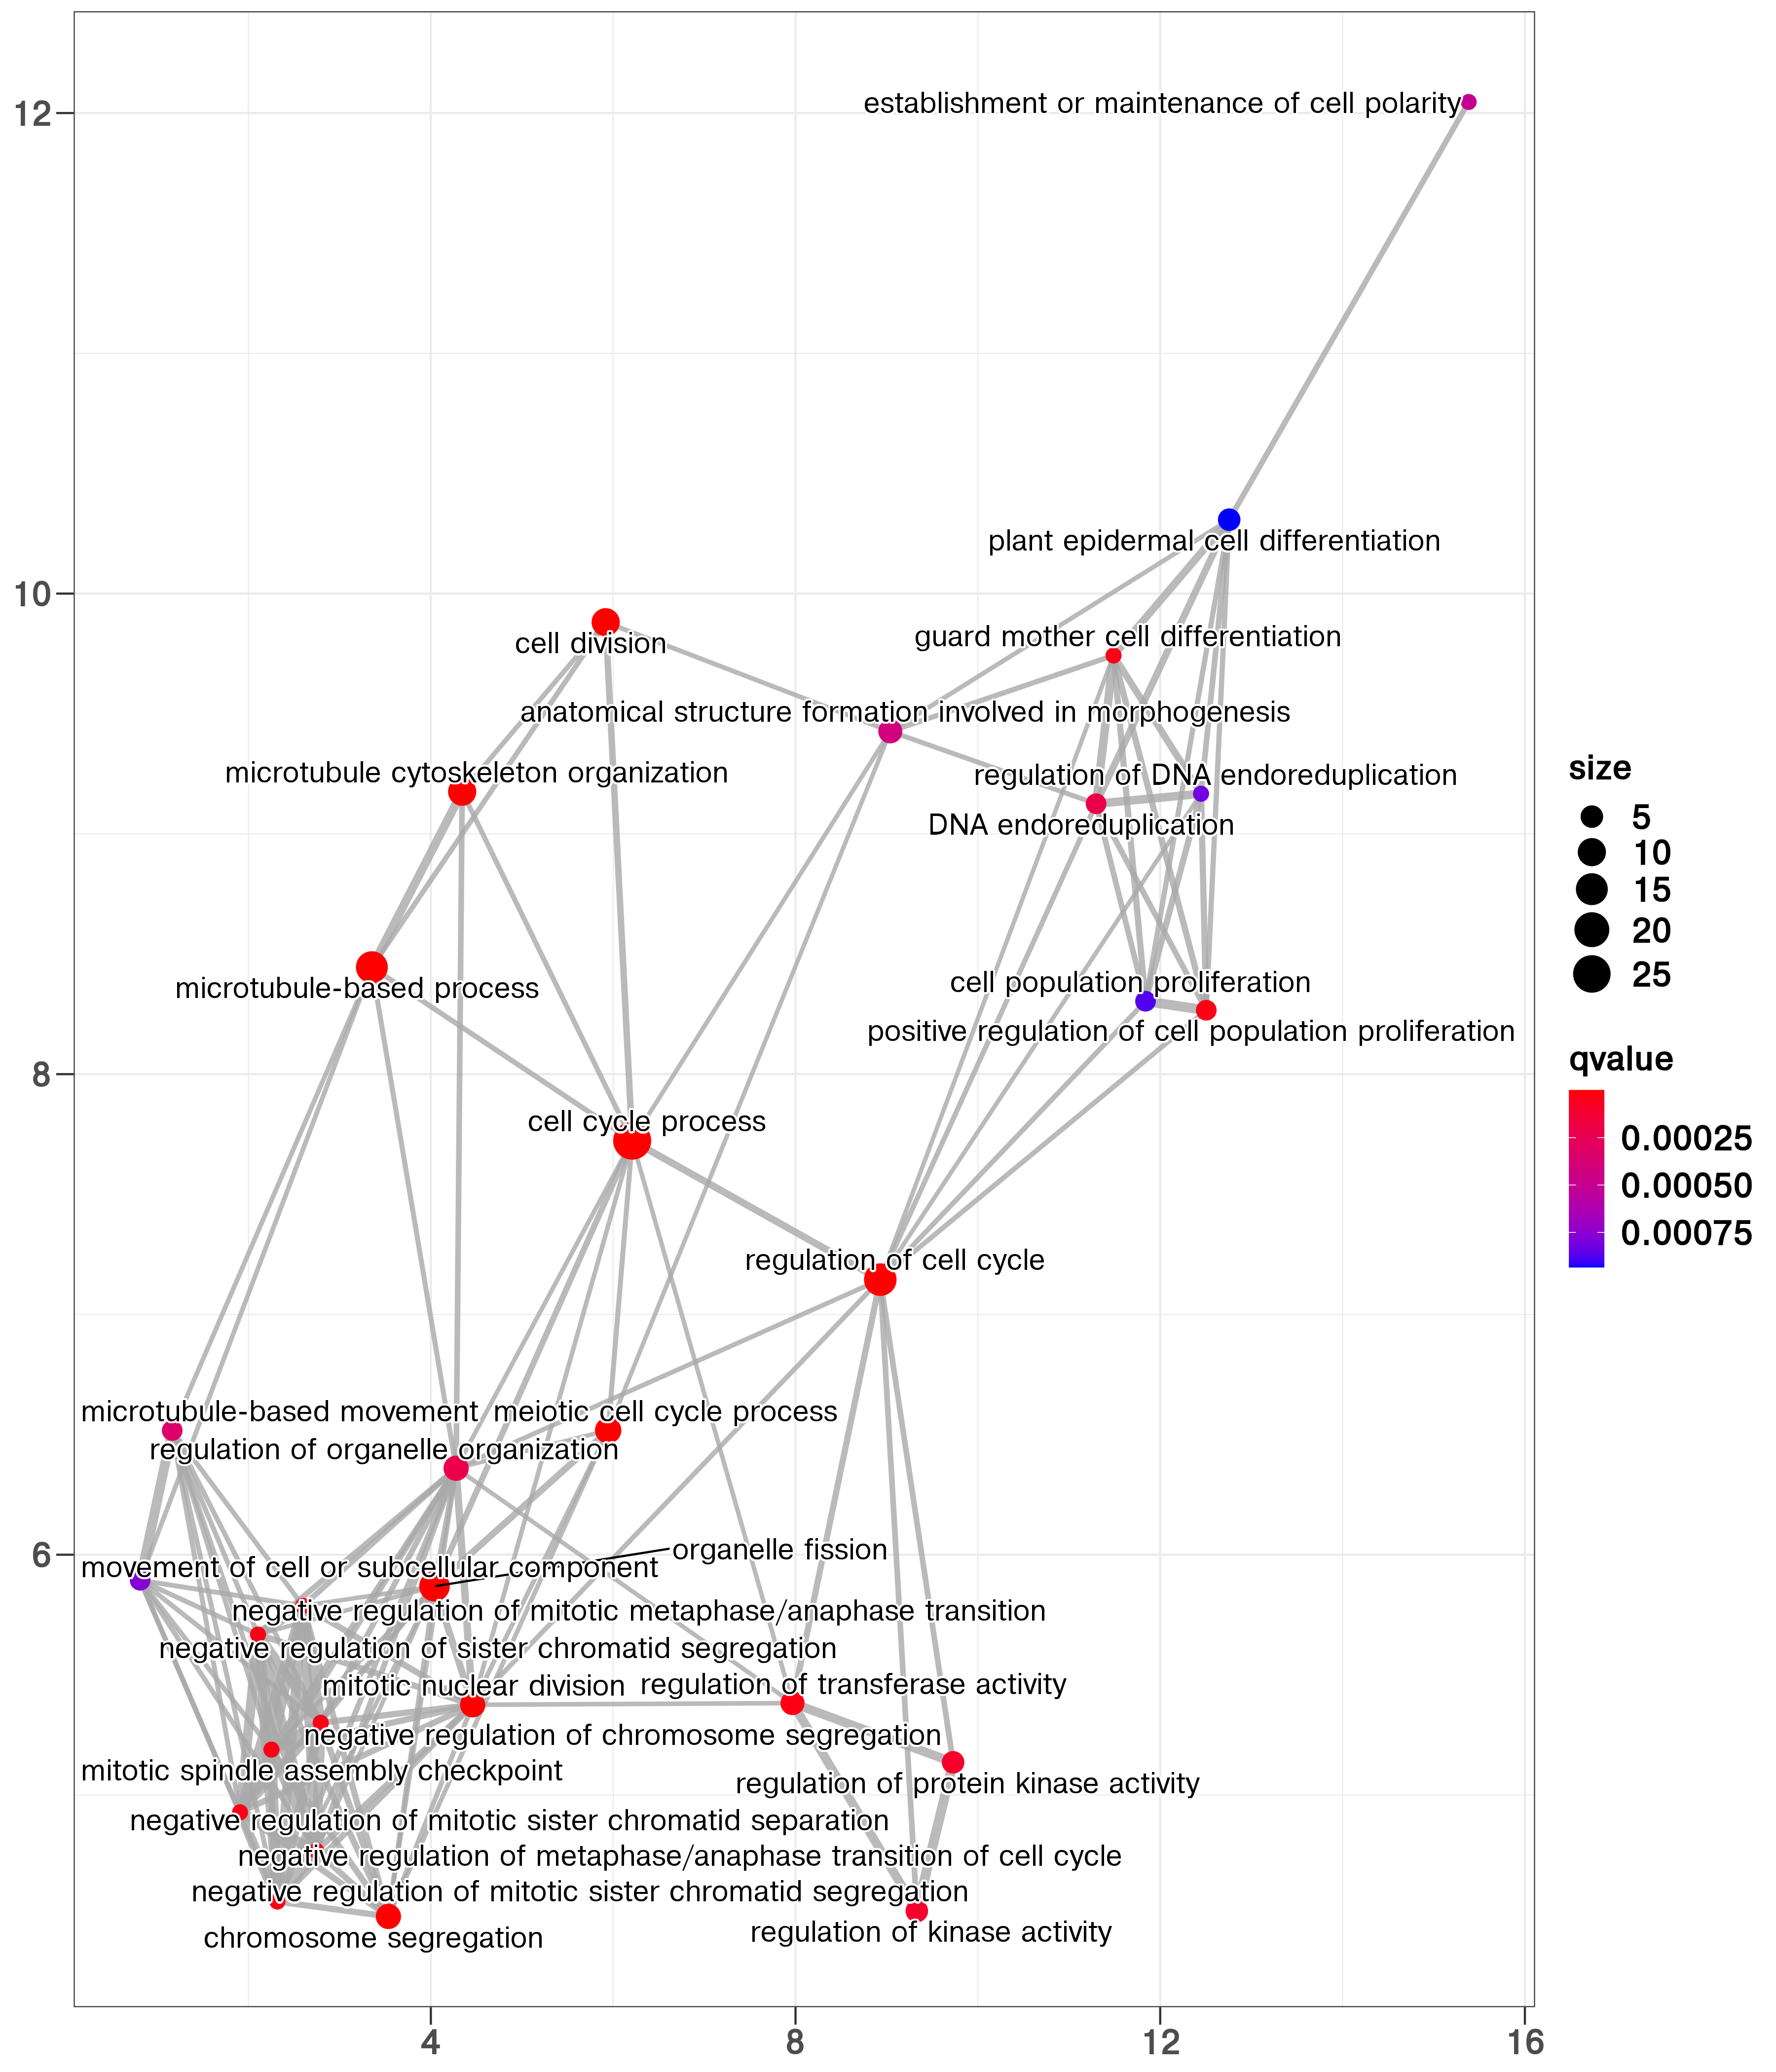 12
establishment or maintenance of cell polarity
plant epidermal cell differentiation
10
cell division
guard mother cell differentiation
anatomical structure formation involved in morphogenesis
microtubule cytoskeleton organization
regulation of DNA endoreduplication
DNA endoreduplication
microtubule-based process
cell population proliferation
positive regulation of cell population proliferation
8
cell cycle process
regulation of cell cycle
microtubule-based movement
meiotic cell cycle process
regulation of organelle organization
6
organelle fission
movement of cell or subcellular component
negative regulation of mitotic metaphase/anaphase transition
negative regulation of sister chromatid segregation
mitotic nuclear division
regulation of transferase activity
negative regulation of chromosome segregation
mitotic spindle assembly checkpoint
regulation of protein kinase activity
negative regulation of mitotic sister chromatid separation
negative regulation of metaphase/anaphase transition of cell cycle
negative regulation of mitotic sister chromatid segregation
chromosome segregation
regulation of kinase activity
4
8
12
16
size
5
10
15
20
25
qvalue
0.00025
0.00050
0.00075